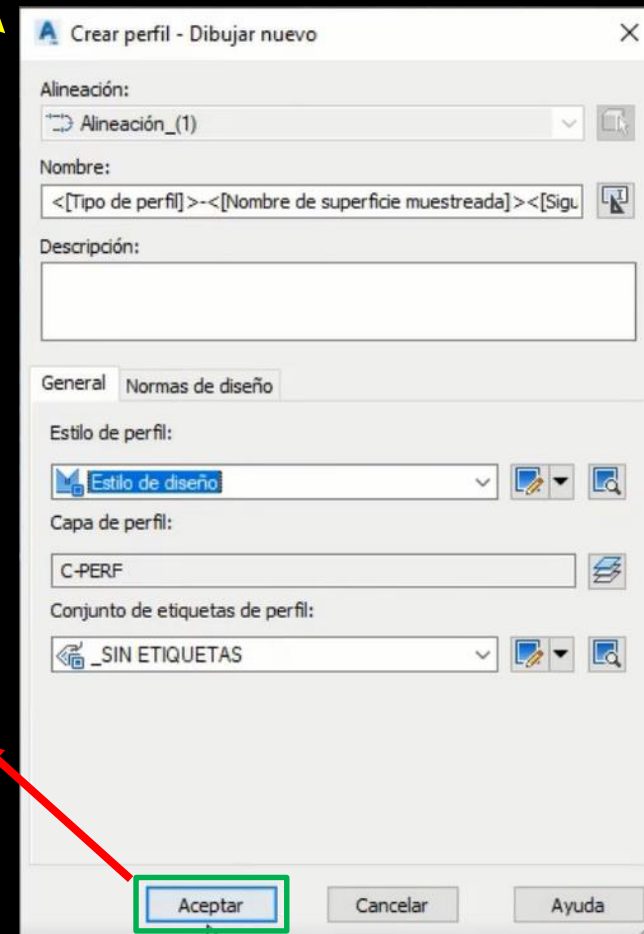 Crear perfil - Dibujar nuevo
Alineación:
Alineación_(1)
Nombre:
<[Tipo de perfil]>-<[Nombre de superficie muestreada]><[Sigu
Descripción:
General Normas de diseño
Estilo de perfil:
Estilo de diseño
Capa de perfil:
C-PERF
Conjunto de etiquetas de perfil:
_SIN ETIQUETAS
Aceptar Cancelar Ayuda